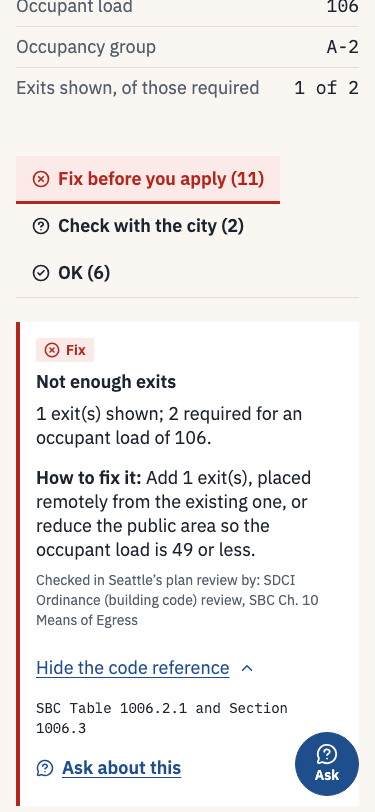 Occupant load 106
Occupancy group A-2
Exits shown, of those required 1 of 2
Fix before you apply (11)
Check with the city (2)
OK (6)
Fix
Not enough exits
1 exit(s) shown; 2 required for an
occupant load of 106.
How to fix it: Add 1 exit(s), placed
remotely from the existing one, or
reduce the public area so the
occupant load is 49 or less.
Checked in Seattle’s plan review by: SDCI
Ordinance (building code) review, SBC Ch. 10
Means of Egress
Hide the code reference
SBC Table 1006.2.1 and Section
1006.3
Ask about this
Ask